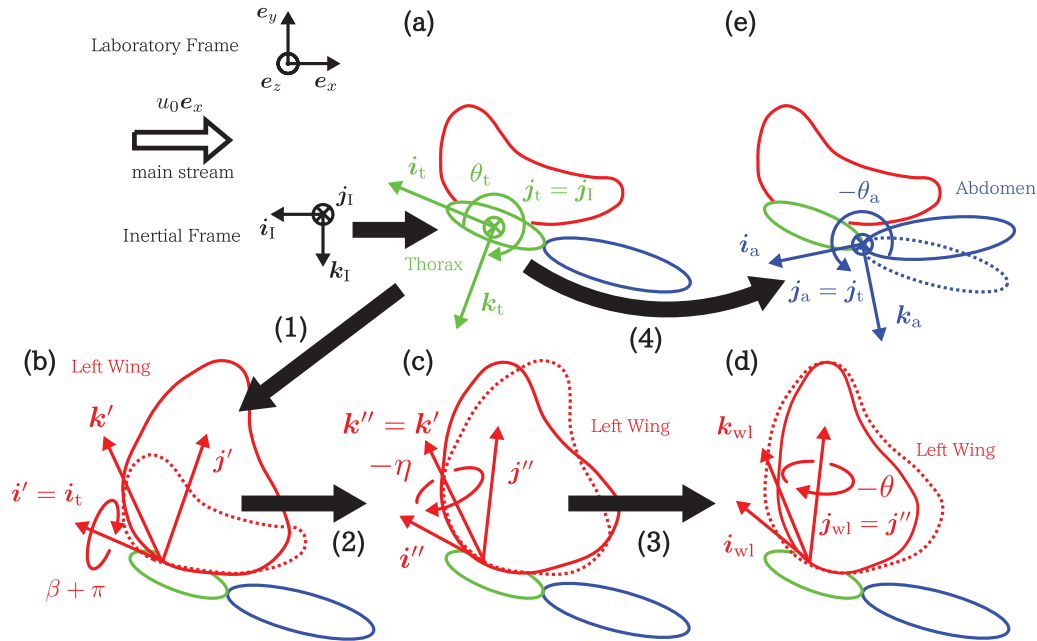 (a)
(e)
e_y
Laboratory Frame
e_z
e_x
u_0 e_x
main stream
i_t
θ_t
j_t = j_I
−θ_a
Abdomen
j_I
i_I
Inertial Frame
k_I
Thorax
i_a
j_a = j_t
k_t
k_a
(1)
(4)
(b)
Left Wing
(c)
(d)
k′
k″ = k′
Left Wing
k_wl
Left Wing
j′
−η
j″
i′ = i_t
−θ
j_wl = j″
(2)
(3)
i″
i_wl
β + π